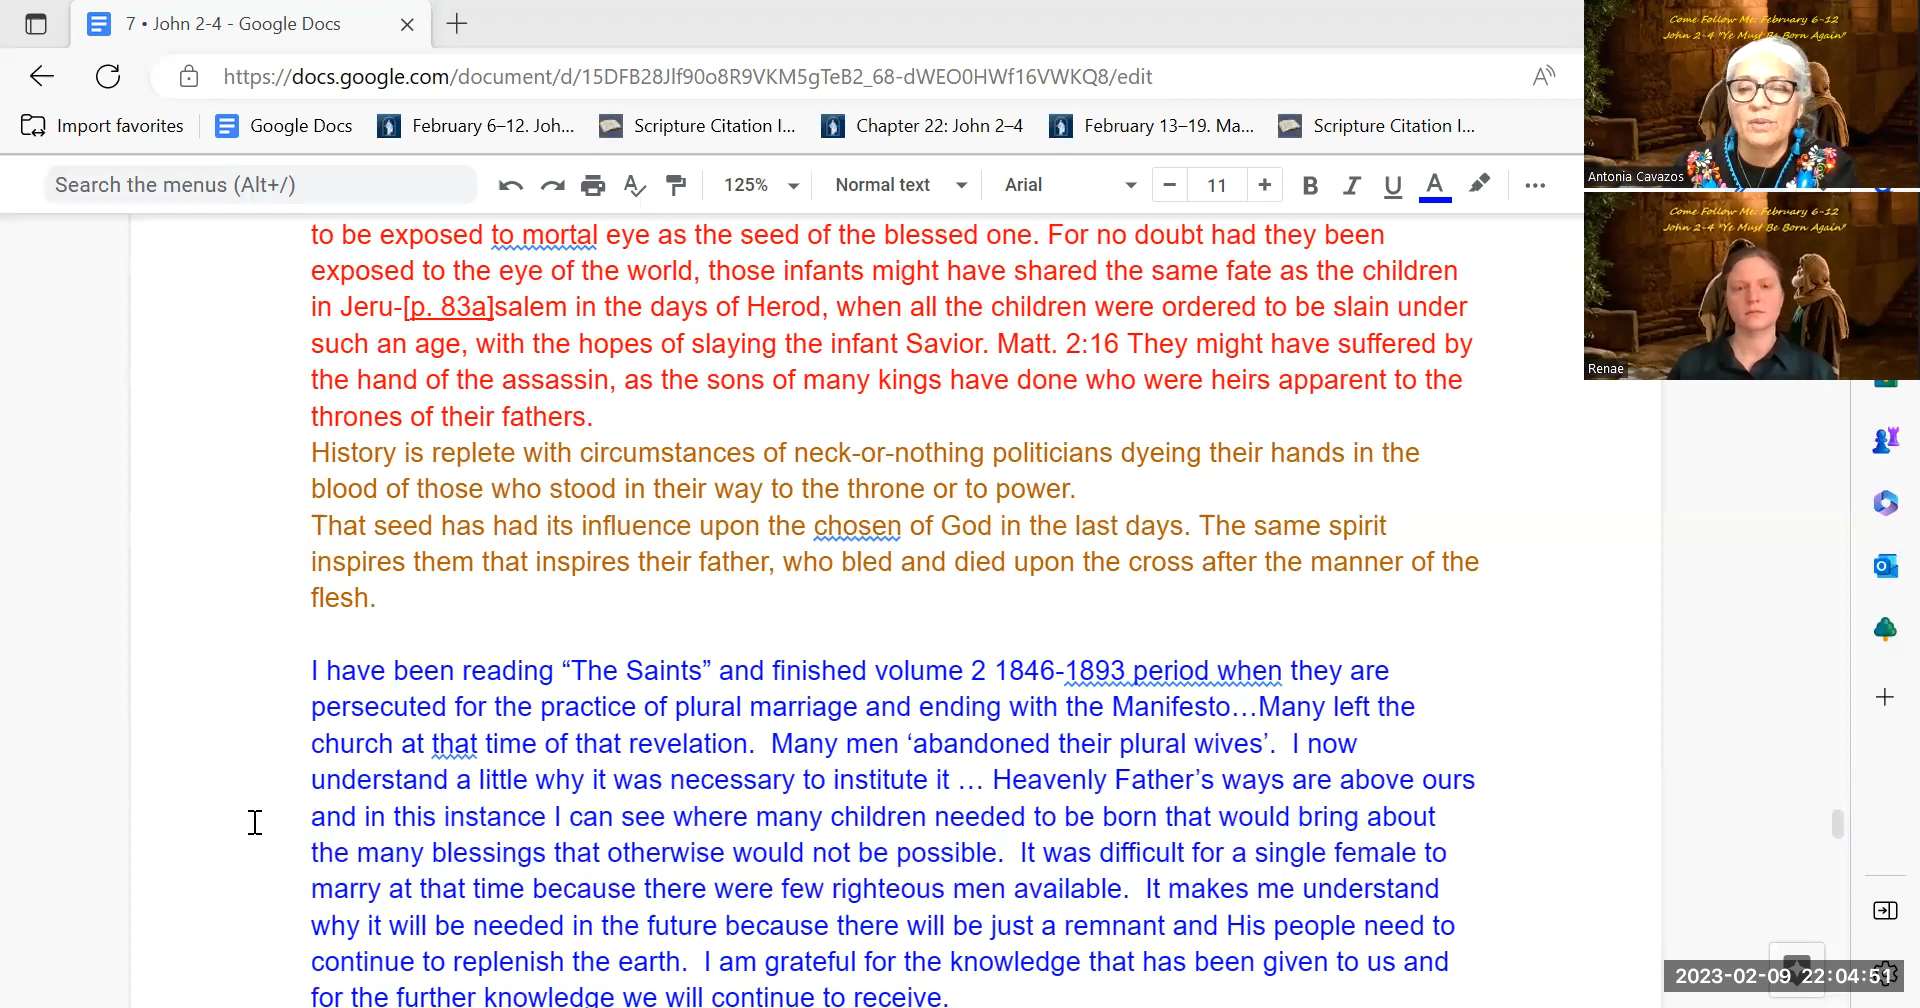 7 • John 2-4 - Google Docs
https://docs.google.com/document/d/15DFB28Jlf90o8R9VKM5gTeB2_68-dWEO0HWf16VWKQ8/edit
Import favorites
Google Docs
February 6–12. Joh...
Scripture Citation I...
Chapter 22: John 2–4
February 13–19. Ma...
Scripture Citation I...
Search the menus (Alt+/)
125%
Normal text
Arial
11
B I U A
to be exposed to mortal eye as the seed of the blessed one. For no doubt had they been
exposed to the eye of the world, those infants might have shared the same fate as the children
in Jeru-[p. 83a]salem in the days of Herod, when all the children were ordered to be slain under
such an age, with the hopes of slaying the infant Savior. Matt. 2:16 They might have suffered by
the hand of the assassin, as the sons of many kings have done who were heirs apparent to the
thrones of their fathers.
History is replete with circumstances of neck-or-nothing politicians dyeing their hands in the
blood of those who stood in their way to the throne or to power.
That seed has had its influence upon the chosen of God in the last days. The same spirit
inspires them that inspires their father, who bled and died upon the cross after the manner of the
flesh.
I have been reading “The Saints” and finished volume 2 1846-1893 period when they are
persecuted for the practice of plural marriage and ending with the Manifesto…Many left the
church at that time of that revelation.  Many men ‘abandoned their plural wives’.  I now
understand a little why it was necessary to institute it … Heavenly Father’s ways are above ours
and in this instance I can see where many children needed to be born that would bring about
the many blessings that otherwise would not be possible.  It was difficult for a single female to
marry at that time because there were few righteous men available.  It makes me understand
why it will be needed in the future because there will be just a remnant and His people need to
continue to replenish the earth.  I am grateful for the knowledge that has been given to us and
for the further knowledge we will continue to receive.
Come Follow Me: February 6-12
John 2-4 "Ye Must Be Born Again"
Antonia Cavazos
Come Follow Me: February 6-12
John 2-4 "Ye Must Be Born Again"
Renae
2023-02-09 22:04:51